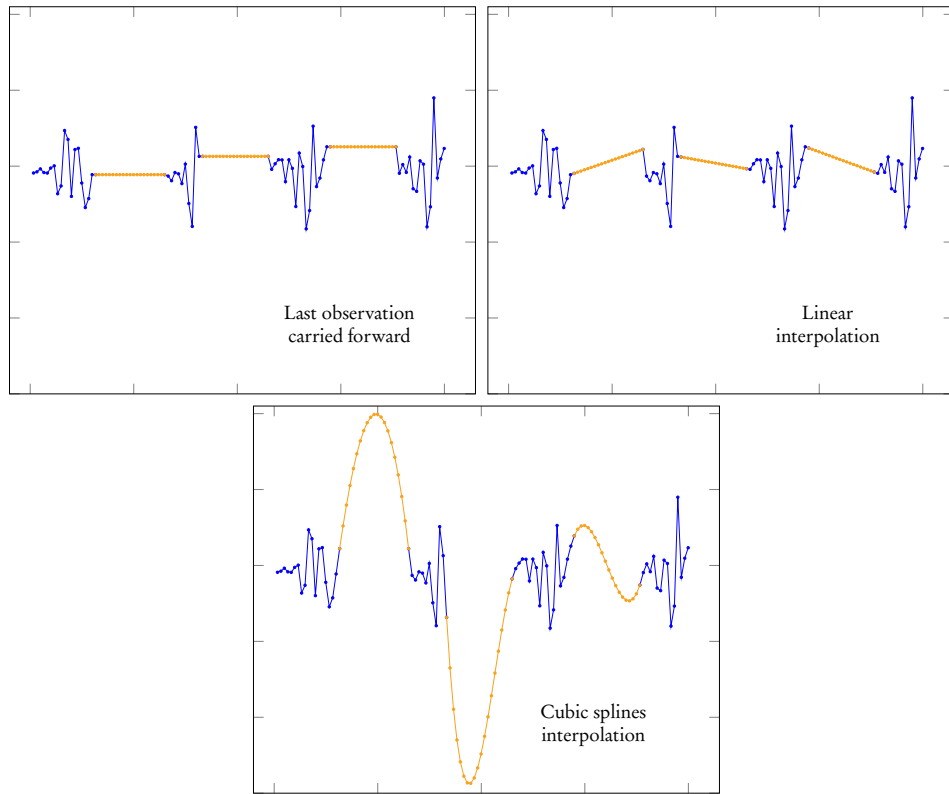 Last observation
carried forward
Linear
interpolation
Cubic splines
interpolation